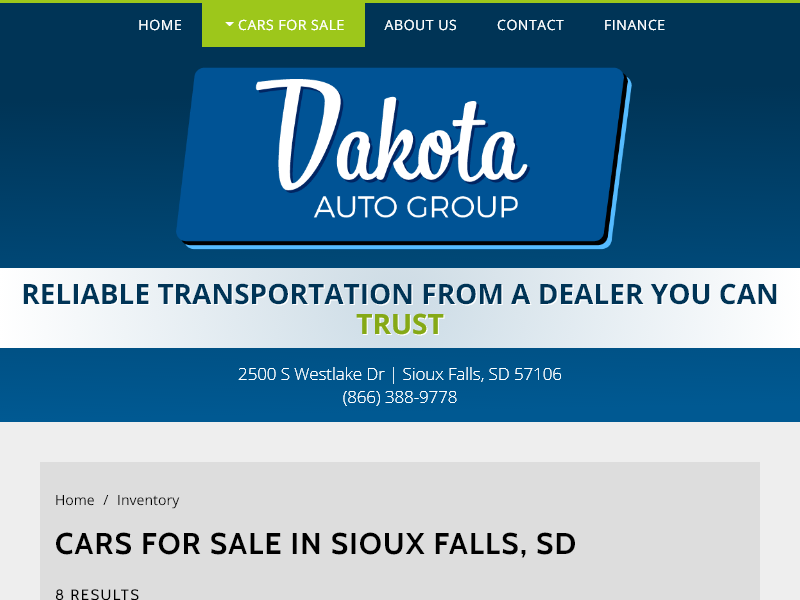 HOME
CARS FOR SALE
ABOUT US
CONTACT
FINANCE
Dakota
AUTO GROUP
RELIABLE TRANSPORTATION FROM A DEALER YOU CAN
TRUST
2500 S Westlake Dr | Sioux Falls, SD 57106
(866) 388-9778
Home / Inventory
CARS FOR SALE IN SIOUX FALLS, SD
8 RESULTS